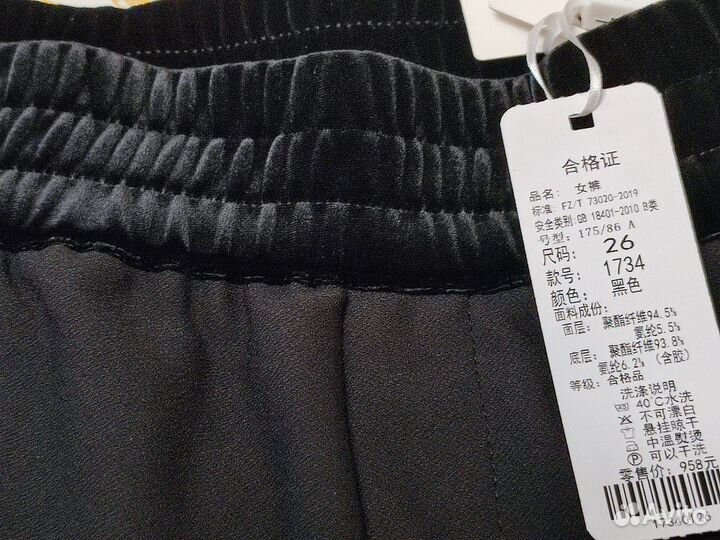 合格证
品名: 女裤
标准: FZ/T 73020-2019
安全类别:GB 18401-2010 B类
号型:175/86 A
尺码: 26
款号: 1734
颜色: 黑色
面料成份:
面层: 聚酯纤维94.5%
氨纶5.5%
底层: 聚酯纤维93.8%
氨纶6.2% (含胶)
等级: 合格品
洗涤说明
40℃水洗
不可漂白
悬挂晾干
中温熨烫
可以干洗
零售价: 958元
Avito